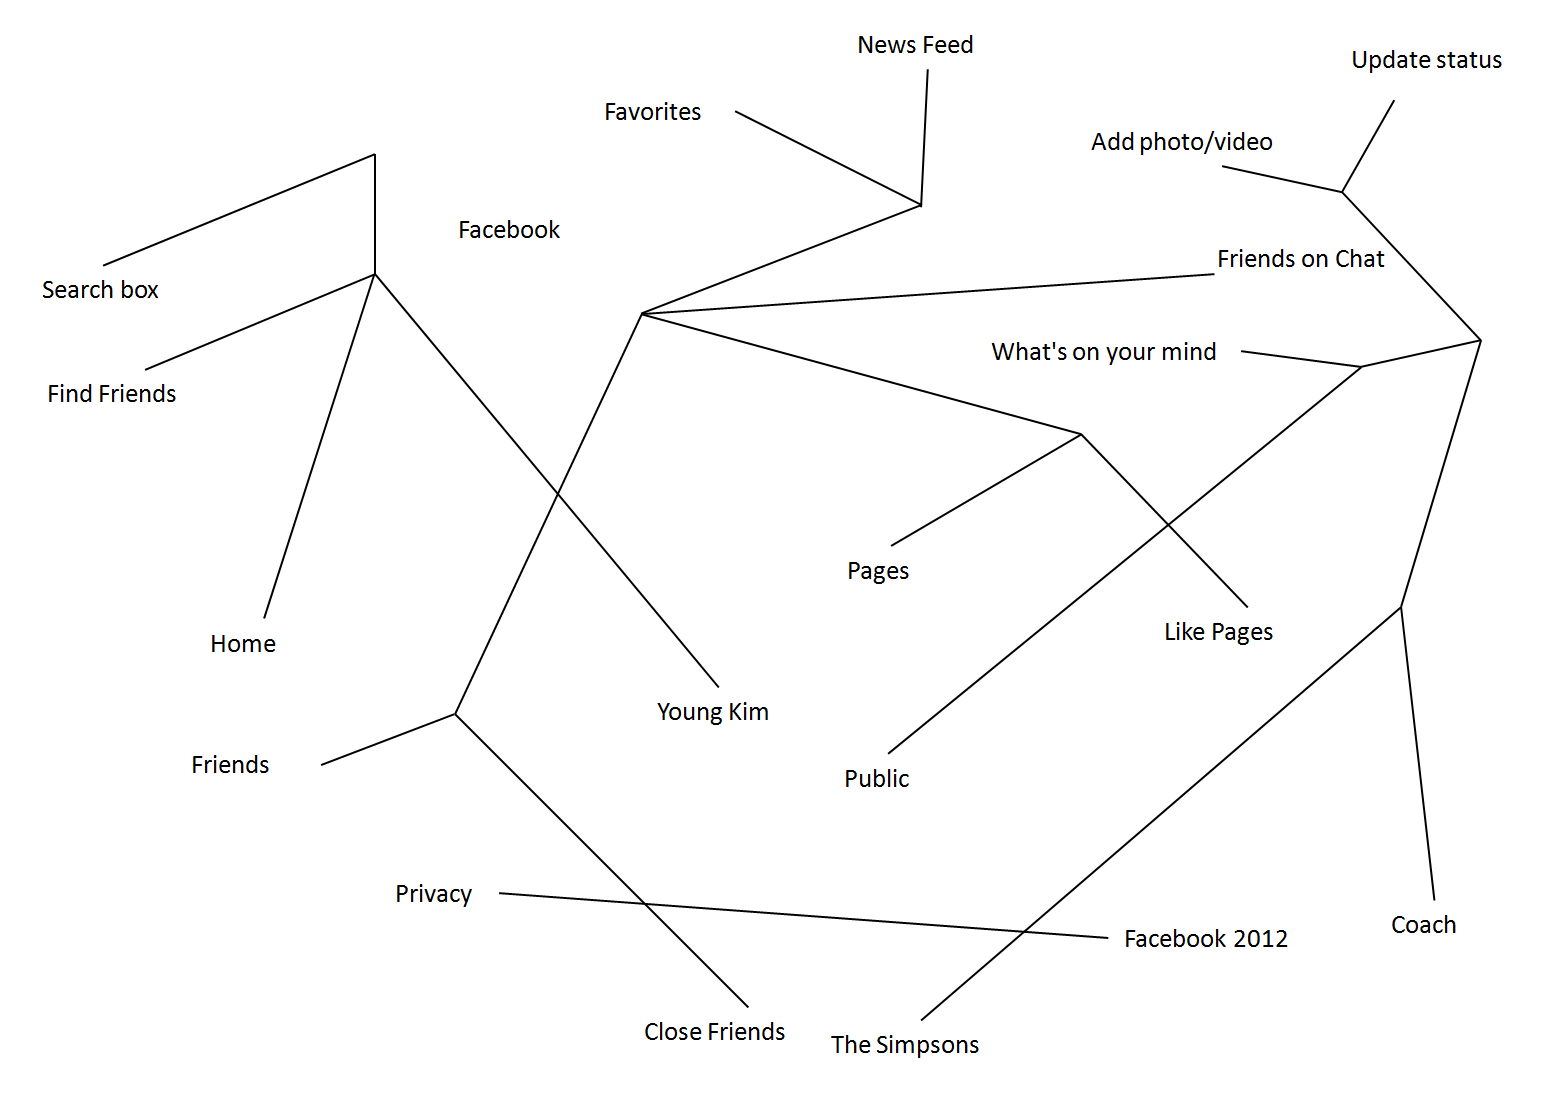 News Feed
Update status
Favorites
Add photo/video
Facebook
Friends on Chat
Search box
What's on your mind
Find Friends
Pages
Like Pages
Home
Young Kim
Friends
Public
Privacy
Coach
Facebook 2012
Close Friends
The Simpsons